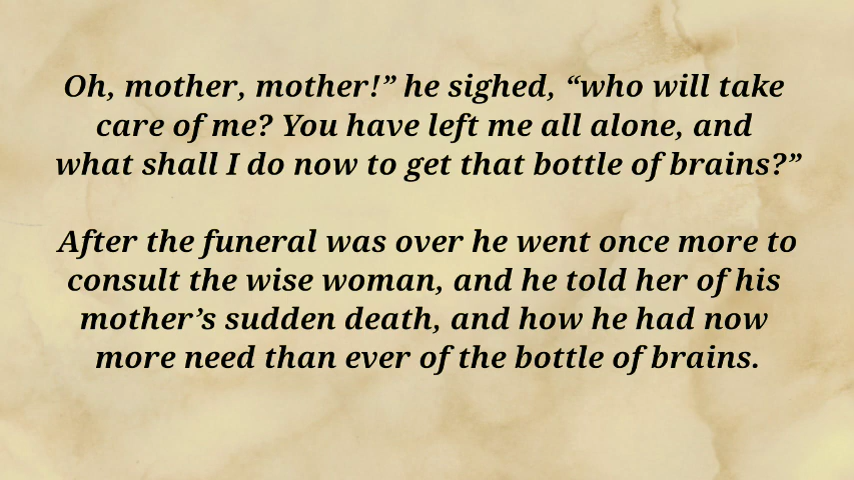 Oh, mother, mother!” he sighed, “who will take
care of me? You have left me all alone, and
what shall I do now to get that bottle of brains?”
After the funeral was over he went once more to
consult the wise woman, and he told her of his
mother’s sudden death, and how he had now
more need than ever of the bottle of brains.